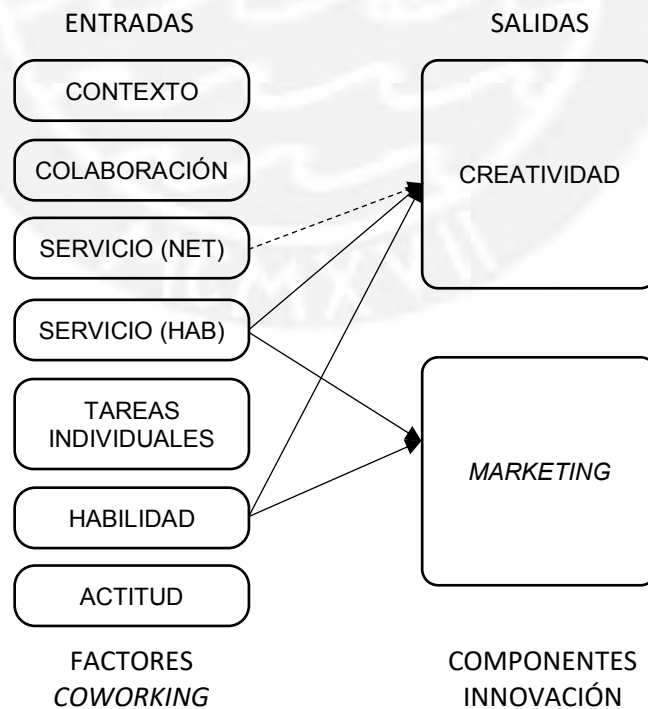 ENTRADAS
SALIDAS
CONTEXTO
COLABORACIÓN
SERVICIO (NET)
SERVICIO (HAB)
TAREAS
INDIVIDUALES
HABILIDAD
ACTITUD
CREATIVIDAD
MARKETING
FACTORES
COWORKING
COMPONENTES
INNOVACIÓN